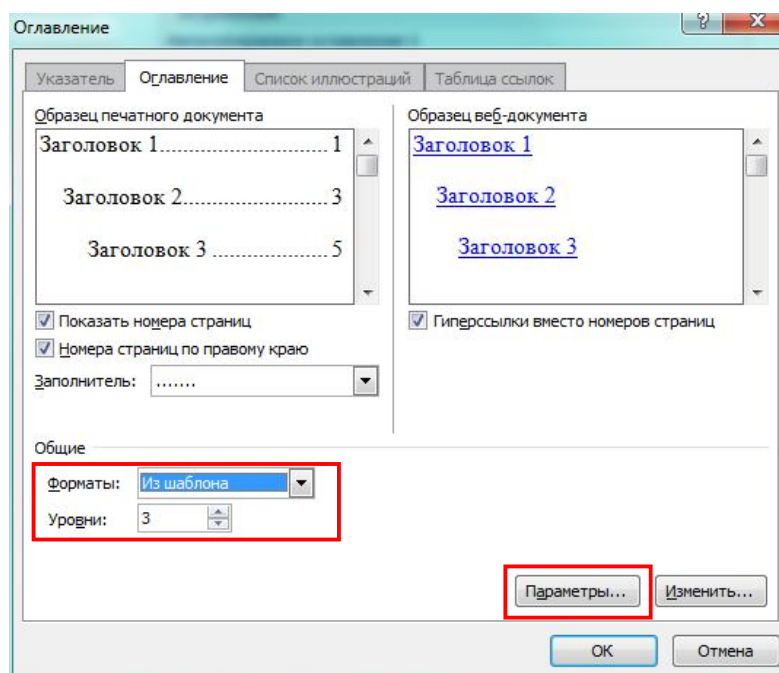 Оглавление
Указатель Оглавление Список иллюстраций Таблица ссылок
Образец печатного документа
Заголовок 1............................. 1
Заголовок 2......................... 3
Заголовок 3 .................... 5
Образец веб-документа
Заголовок 1
Заголовок 2
Заголовок 3
Показать номера страниц
Номера страниц по правому краю
Заполнитель: .......
Гиперссылки вместо номеров страниц
Общие
Форматы: Из шаблона
Уровни: 3
Параметры... Изменить...
ОК Отмена